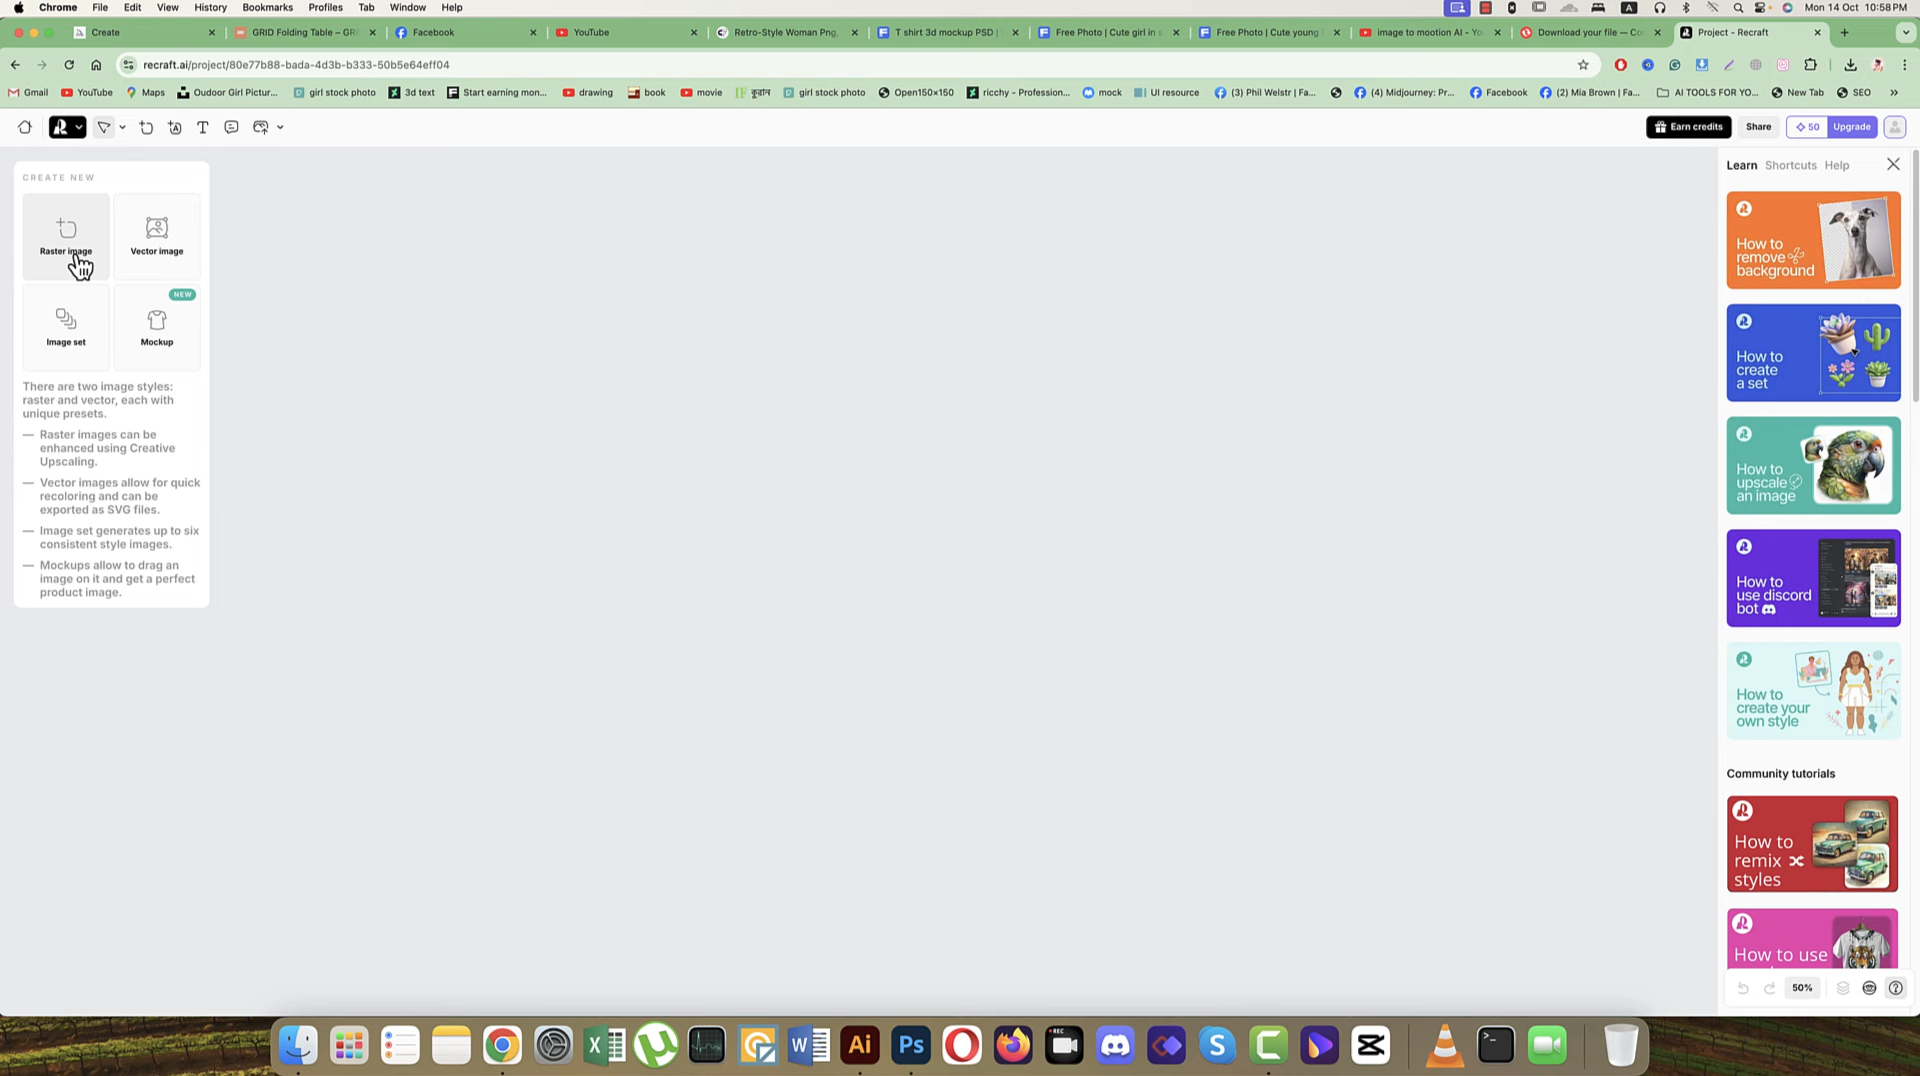 Chrome File Edit View History Bookmarks Profiles Tab Window Help
A Mon 14 Oct 10:58 PM
Create
GRID Folding Table – GR
Facebook
YouTube
Retro-Style Woman Png,
T shirt 3d mockup PSD |
Free Photo | Cute girl in s
Free Photo | Cute young
image to mootion AI - Yo
Download your file — Co
Project - Recraft
recraft.ai/project/80e77b88-bada-4d3b-b333-50b5e64eff04
Gmail YouTube Maps Oudoor Girl Pictur... girl stock photo 3d text Start earning mon... drawing book movie কুরান girl stock photo Open150×150 ricchy - Profession... mock UI resource (3) Phil Welstr | Fa... (4) Midjourney: Pr... Facebook (2) Mia Brown | Fa... AI TOOLS FOR YO... New Tab SEO »
T
Earn credits Share 50 Upgrade
CREATE NEW
Raster image
Vector image
NEW
Image set
Mockup
There are two image styles:
raster and vector, each with
unique presets.
— Raster images can be
enhanced using Creative
Upscaling.
— Vector images allow for quick
recoloring and can be
exported as SVG files.
— Image set generates up to six
consistent style images.
— Mockups allow to drag an
image on it and get a perfect
product image.
Learn Shortcuts Help
How to
remove
background
How to
create
a set
How to
upscale
an image
How to
use discord
bot
How to
create your
own style
Community tutorials
How to
remix
styles
How to use
50%
REC
W
Ai
Ps
S